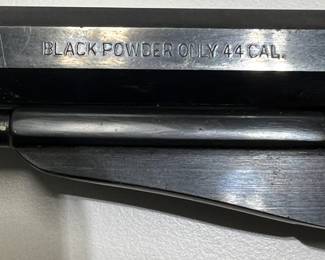 BLACK POWDER ONLY 44 CAL.